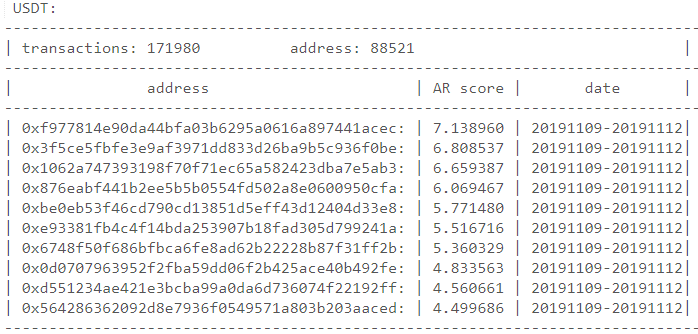 USDT:
| transactions: 171980 address: 88521 |
| address | AR score | date |
| 0xf977814e90da44bfa03b6295a0616a897441acec: | 7.138960 | 20191109-20191112|
| 0x3f5ce5fbfe3e9af3971dd833d26ba9b5c936f0be: | 6.808537 | 20191109-20191112|
| 0x1062a747393198f70f71ec65a582423dba7e5ab3: | 6.659387 | 20191109-20191112|
| 0x876eabf441b2ee5b5b0554fd502a8e0600950cfa: | 6.069467 | 20191109-20191112|
| 0xbe0eb53f46cd790cd13851d5eff43d12404d33e8: | 5.771480 | 20191109-20191112|
| 0xe93381fb4c4f14bda253907b18fad305d799241a: | 5.516716 | 20191109-20191112|
| 0x6748f50f686bfbca6fe8ad62b22228b87f31ff2b: | 5.360329 | 20191109-20191112|
| 0x0d0707963952f2fba59dd06f2b425ace40b492fe: | 4.833563 | 20191109-20191112|
| 0xd551234ae421e3bcba99a0da6d736074f22192ff: | 4.560661 | 20191109-20191112|
| 0x564286362092d8e7936f0549571a803b203aaced: | 4.499686 | 20191109-20191112|